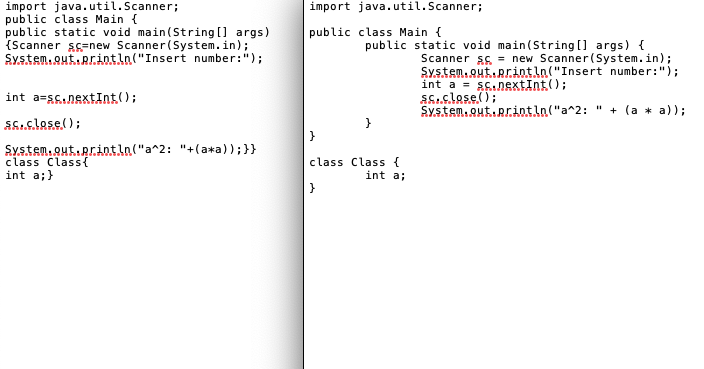 import java.util.Scanner;
public class Main {
public static void main(String[] args)
{Scanner sc=new Scanner(System.in);
System.out.println("Insert number:");
int a=sc.nextInt();
sc.close();
System.out.println("a^2: "+(a*a));}}
class Class{
int a;}
import java.util.Scanner;
public class Main {
public static void main(String[] args) {
Scanner sc = new Scanner(System.in);
System.out.println("Insert number:");
int a = sc.nextInt();
sc.close();
System.out.println("a^2: " + (a * a));
}
}
class Class {
int a;
}